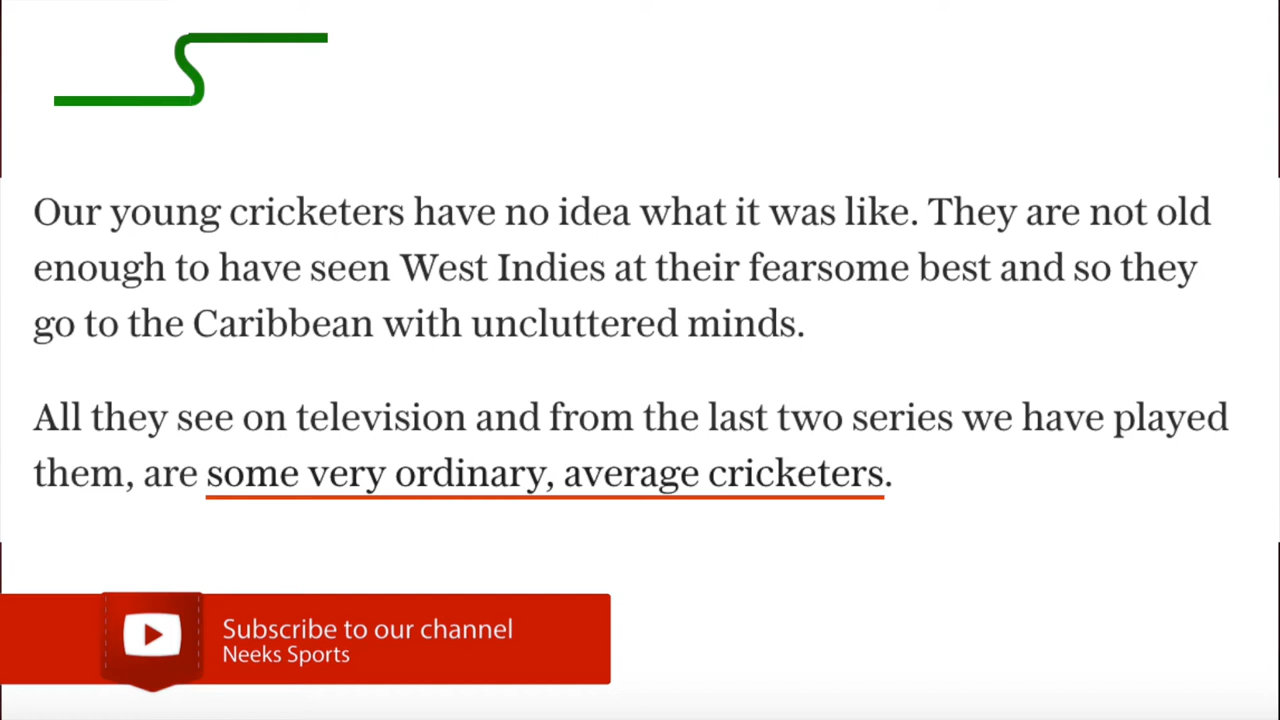 Our young cricketers have no idea what it was like. They are not old
enough to have seen West Indies at their fearsome best and so they
go to the Caribbean with uncluttered minds.
All they see on television and from the last two series we have played
them, are some very ordinary, average cricketers.
Subscribe to our channel
Neeks Sports